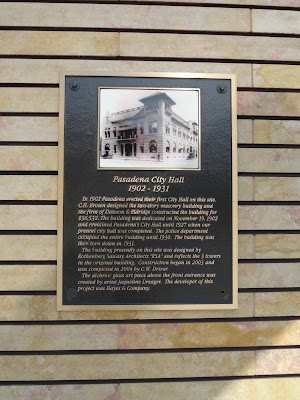 Pasadena City Hall
1902 - 1931
In 1902 Pasadena erected their first City Hall on this site.
C.H. Brown designed the two-story masonry building and
the firm of Dawson & Eldridge constructed the building for
The building was dedicated on November 19, 1902
and remained Pasadena's City Hall until 1927 when our
present city hall was completed. The police department
occupied the entire building until 1930. The building was
then torn down in 1931.
The building presently on this site was designed by
Rothenberg Sawasy Architects "RSA" and reflects the 3 towers
in the original building. Construction began in 2003 and
was completed in 2004 by C.W. Driver.
The dichroic glass art piece above the front entrance was
created by artist Jaqueline Dreager. The developer of this
project was Hayes & Company.